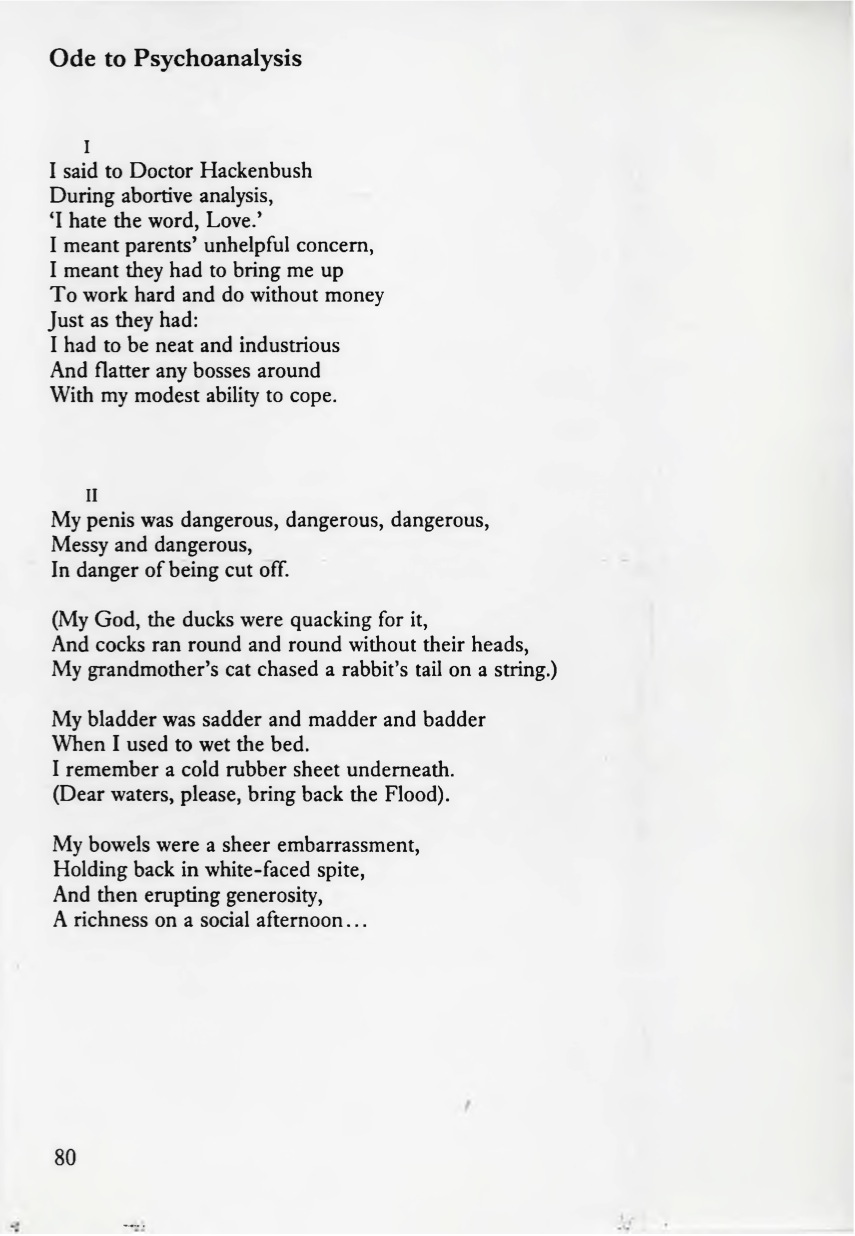 Ode to Psychoanalysis
I
I said to Doctor Hackenbush
During abortive analysis,
‘I hate the word, Love.’
I meant parents’ unhelpful concern,
I meant they had to bring me up
To work hard and do without money
Just as they had:
I had to be neat and industrious
And flatter any bosses around
With my modest ability to cope.
II
My penis was dangerous, dangerous, dangerous,
Messy and dangerous,
In danger of being cut off.
(My God, the ducks were quacking for it,
And cocks ran round and round without their heads,
My grandmother’s cat chased a rabbit’s tail on a string.)
My bladder was sadder and madder and badder
When I used to wet the bed.
I remember a cold rubber sheet underneath.
(Dear waters, please, bring back the Flood).
My bowels were a sheer embarrassment,
Holding back in white-faced spite,
And then erupting generosity,
A richness on a social afternoon...
80